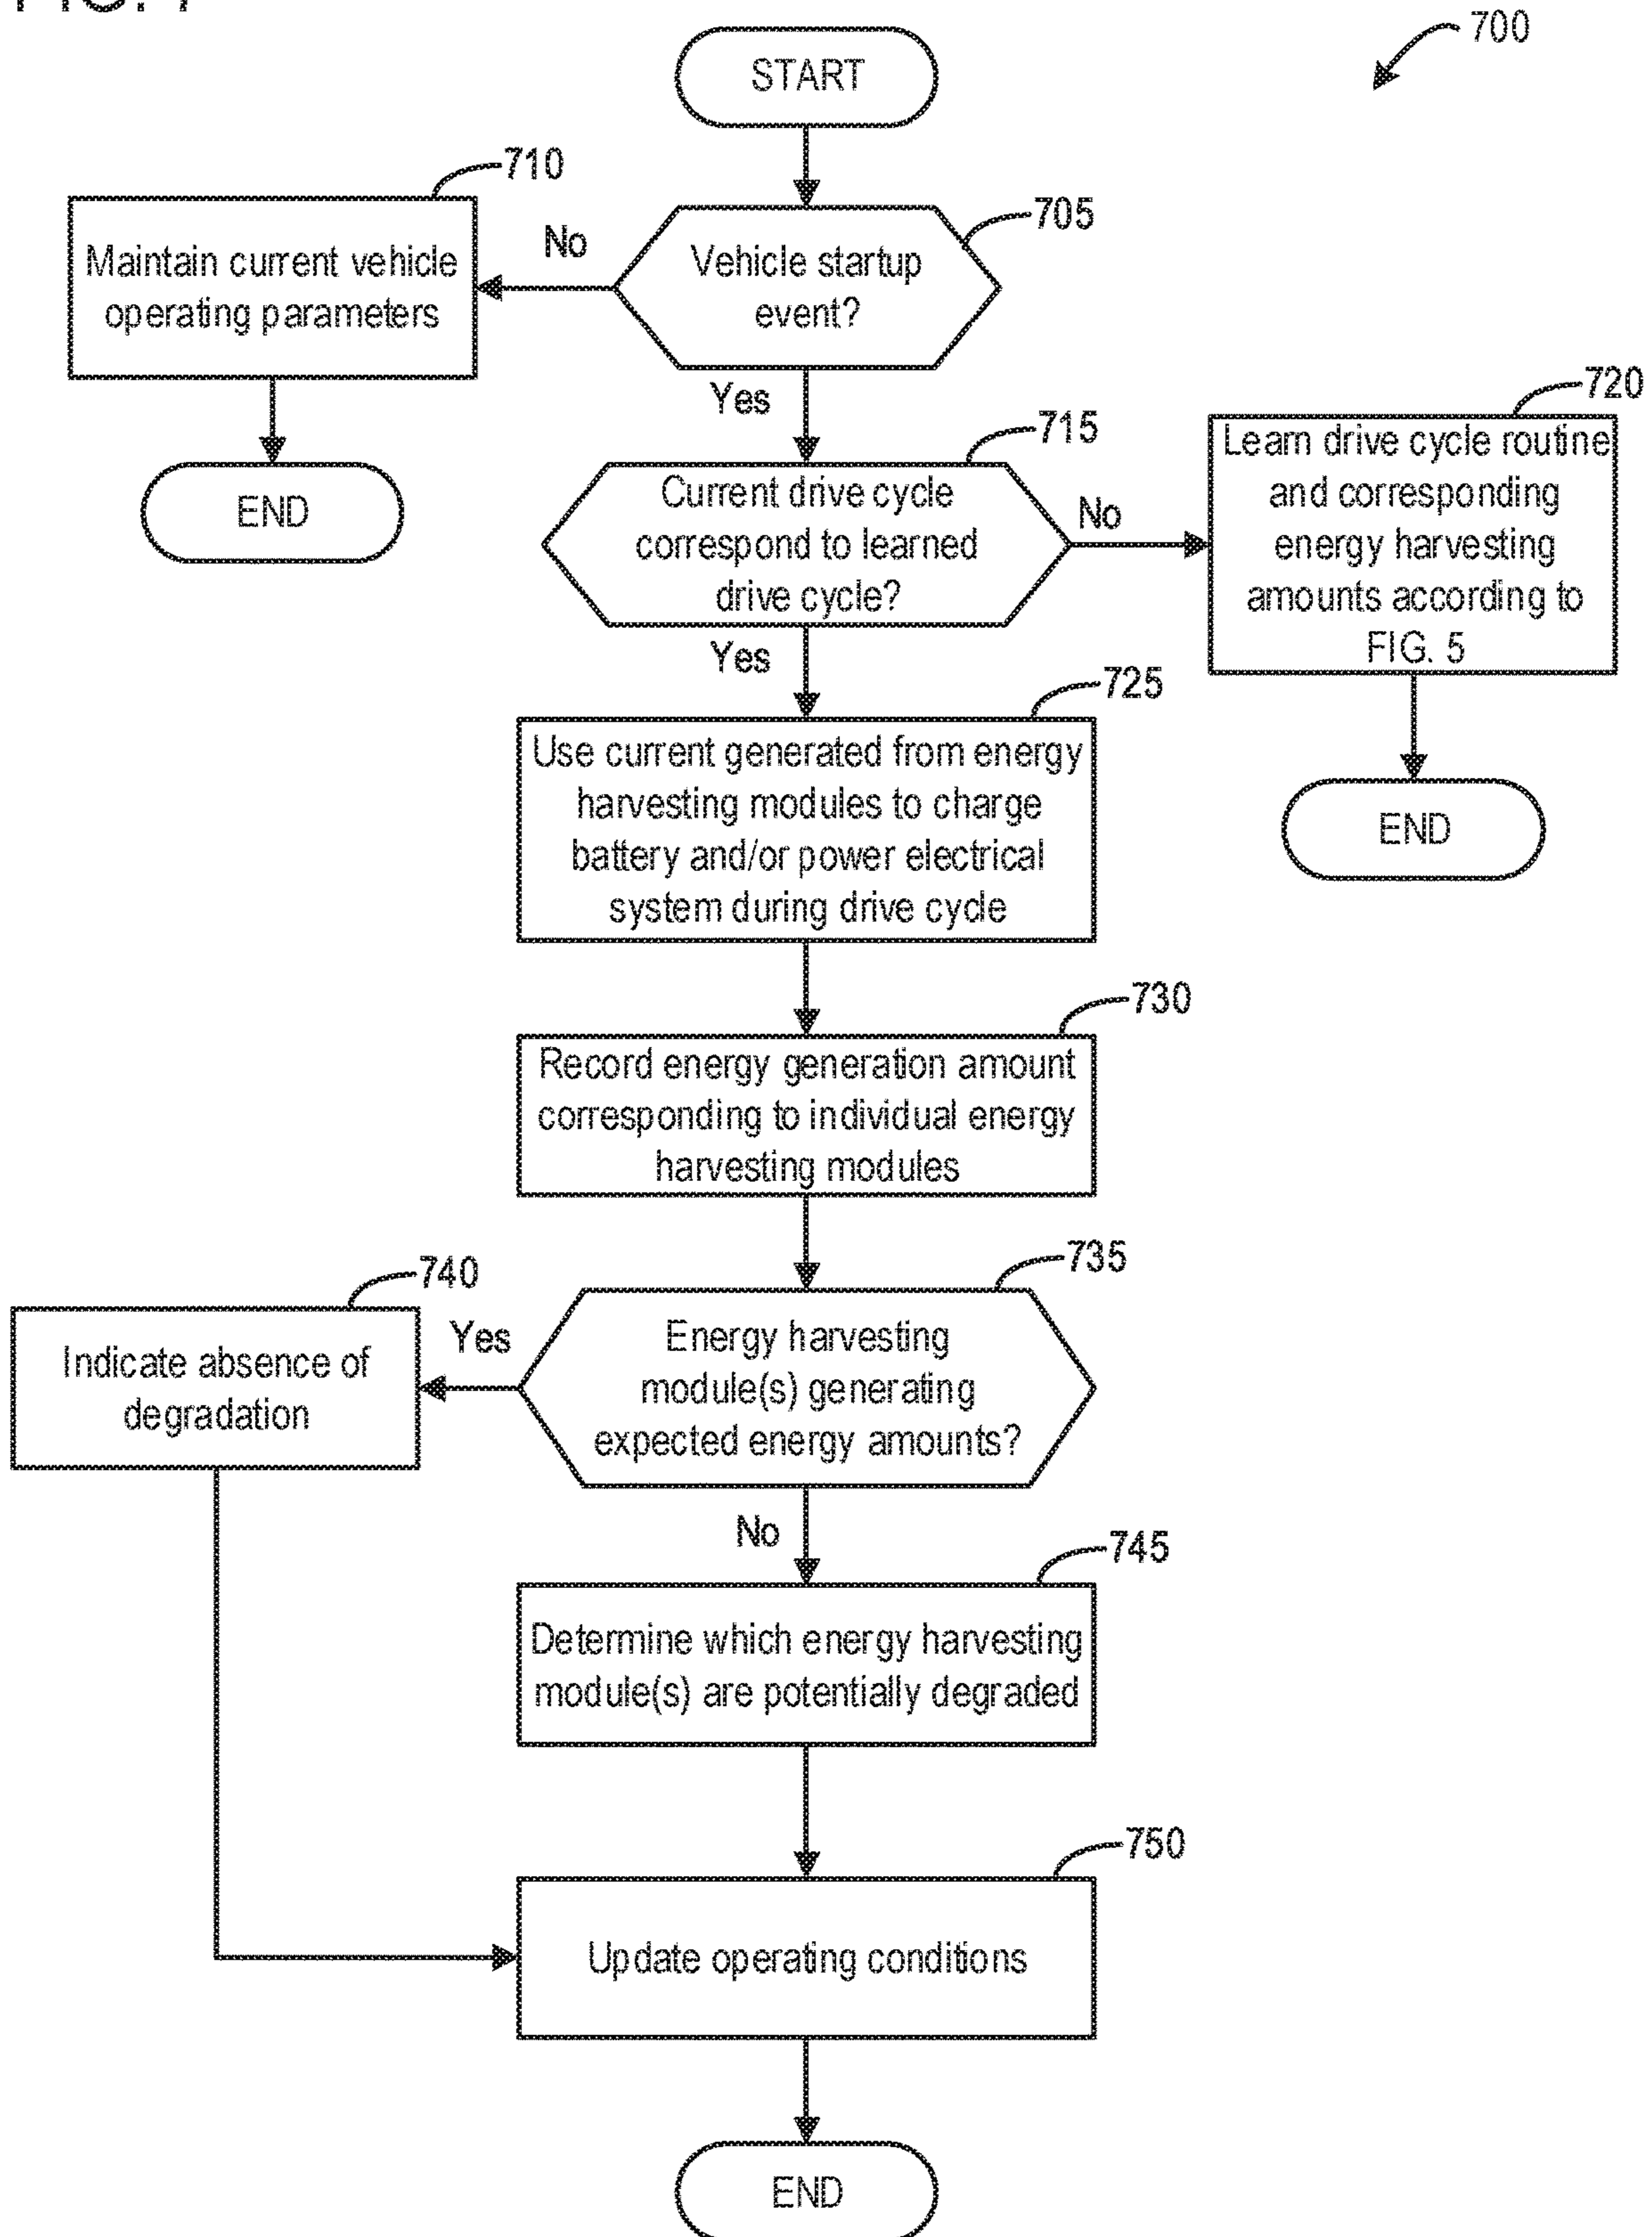 700
START
710
705
Maintain current vehicle
operating parameters
No
Vehicle startup
event?
Yes
END
715
720
Current drive cycle
correspond to learned
drive cycle?
No
Learn drive cycle routine
and corresponding
energy harvesting
amounts according to
FIG. 5
Yes
END
725
Use current generated from energy
harvesting modules to charge
battery and/or power electrical
system during drive cycle
730
Record energy generation amount
corresponding to individual energy
harvesting modules
735
740
Indicate absence of
degradation
Yes
Energy harvesting
module(s) generating
expected energy amounts?
No
745
Determine which energy harvesting
module(s) are potentially degraded
750
Update operating conditions
END